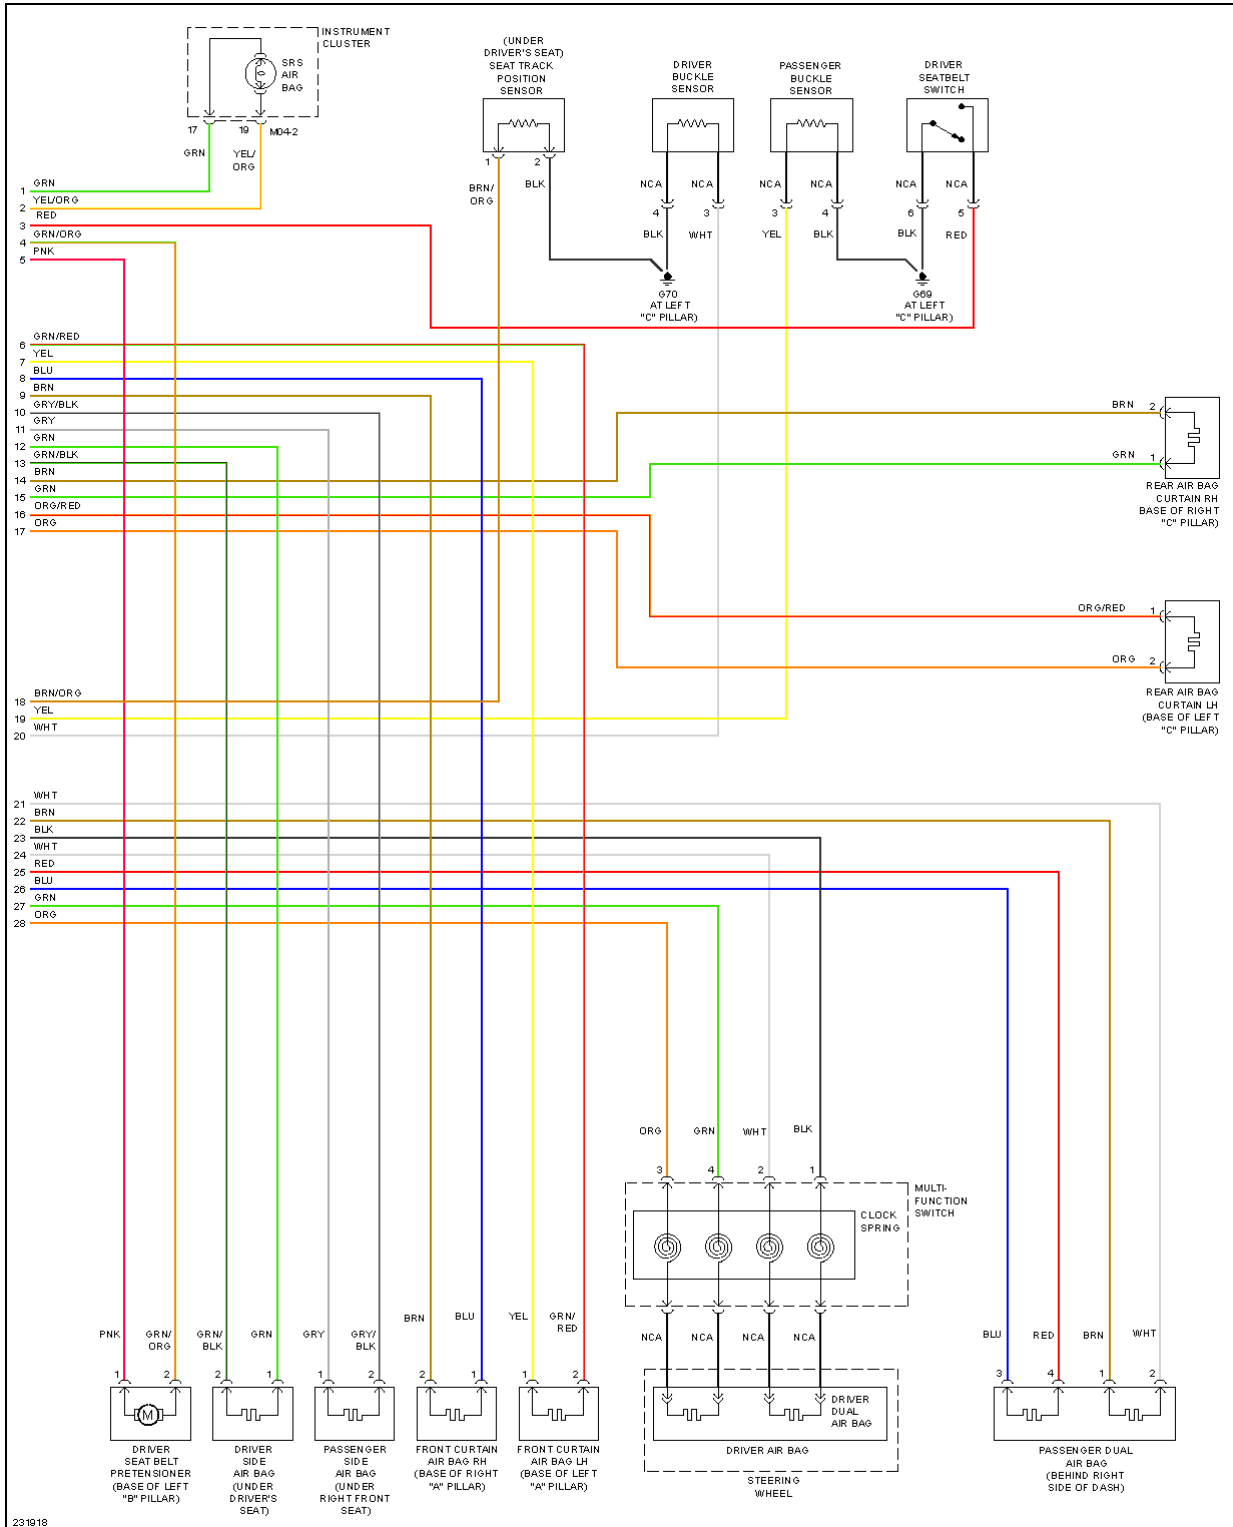 INSTRUMENT
CLUSTER
SRS
AIR
BAG
17
19
M04-2
GRN
YEL/
ORG
(UNDER
DRIVER'S SEAT)
SEAT TRACK
POSITION
SENSOR
1
2
BRN/
ORG
BLK
DRIVER
BUCKLE
SENSOR
NCA
NCA
4
3
BLK
WHT
G70
AT LEFT
"C" PILLAR)
PASSENGER
BUCKLE
SENSOR
NCA
NCA
3
4
YEL
BLK
DRIVER
SEATBELT
SWITCH
NCA
NCA
6
5
BLK
RED
G69
AT LEFT
"C" PILLAR)
1 GRN
2 YEL/ORG
3 RED
4 GRN/ORG
5 PNK
6 GRN/RED
7 YEL
8 BLU
9 BRN
10 GRY/BLK
11 GRY
12 GRN
13 GRN/BLK
14 BRN
15 GRN
16 ORG/RED
17 ORG
BRN 2
GRN 1
REAR AIR BAG
CURTAIN RH
BASE OF RIGHT
"C" PILLAR)
ORG/RED 1
ORG 2
REAR AIR BAG
CURTAIN LH
(BASE OF LEFT
"C" PILLAR)
18 BRN/ORG
19 YEL
20 WHT
21 WHT
22 BRN
23 BLK
24 WHT
25 RED
26 BLU
27 GRN
28 ORG
ORG
GRN
WHT
BLK
3
4
2
1
MULTI-
FUNCTION
SWITCH
CLOCK
SPRING
NCA
NCA
NCA
NCA
DRIVER
DUAL
AIR BAG
DRIVER AIR BAG
STEERING
WHEEL
PNK
GRN/
ORG
1
2
DRIVER
SEAT BELT
PRETENSIONER
(BASE OF LEFT
"B" PILLAR)
GRN/
BLK
GRN
2
1
DRIVER
SIDE
AIR BAG
(UNDER
DRIVER'S
SEAT)
GRY
GRY/
BLK
1
2
PASSENGER
SIDE
AIR BAG
(UNDER
RIGHT FRONT
SEAT)
BRN
BLU
2
1
FRONT CURTAIN
AIR BAG RH
(BASE OF RIGHT
"A" PILLAR)
YEL
GRN/
RED
1
2
FRONT CURTAIN
AIR BAG LH
(BASE OF LEFT
"A" PILLAR)
M
BLU
RED
BRN
WHT
3
4
1
2
PASSENGER DUAL
AIR BAG
(BEHIND RIGHT
SIDE OF DASH)
231918